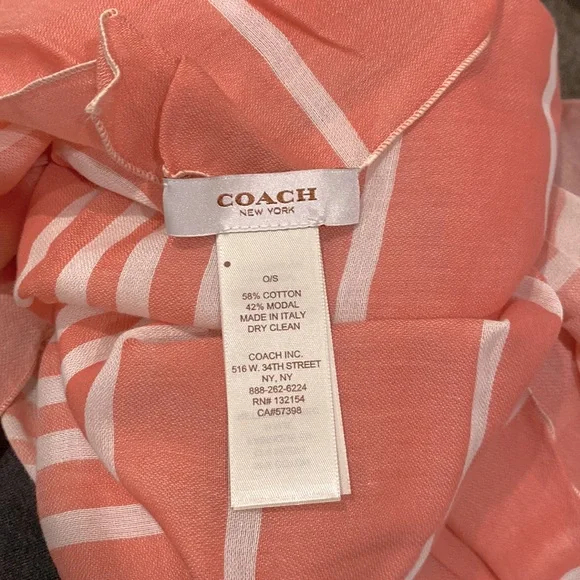 COACH
NEW YORK
O/S
58% COTTON
42% MODAL
MADE IN ITALY
DRY CLEAN
COACH INC.
516 W. 34TH STREET
NY, NY
888-262-6224
RN# 132154
CA#57398